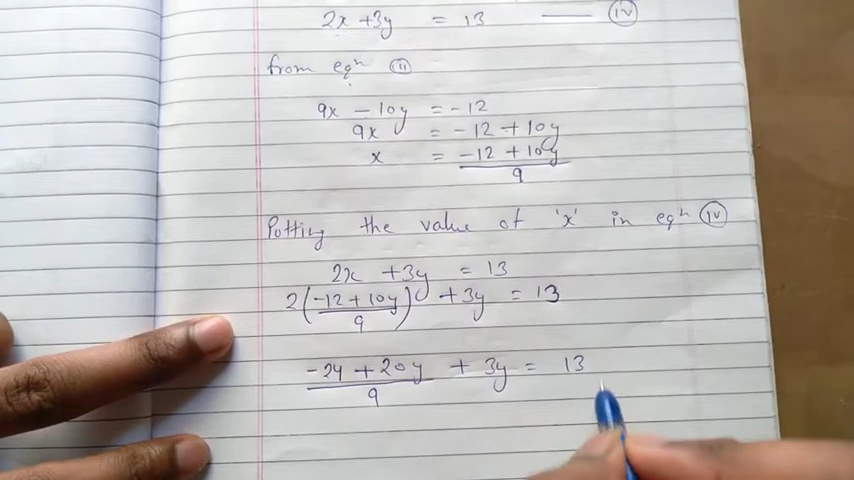 2x + 3y = 13 —— (iv)
from eqn (iii)
9x - 10y = -12
9x = -12 + 10y
x = -12 + 10y / 9
Putting the value of 'x' in eqn (iv)
2x + 3y = 13
2(-12 + 10y / 9) + 3y = 13
-24 + 20y / 9 + 3y = 13